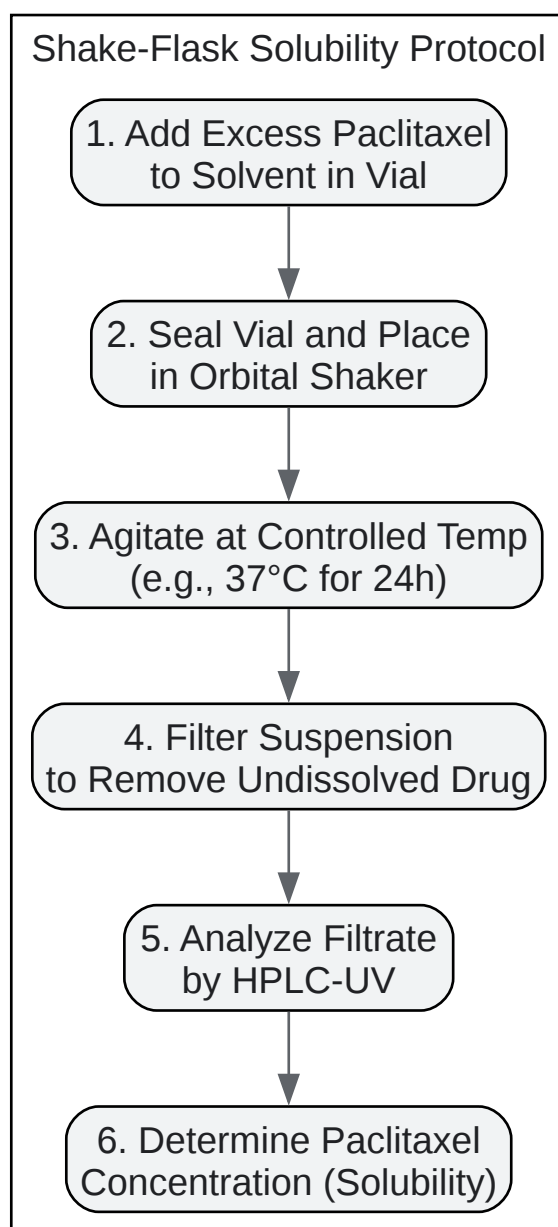 Shake-Flask Solubility Protocol
1. Add Excess Paclitaxel
to Solvent in Vial
2. Seal Vial and Place
in Orbital Shaker
3. Agitate at Controlled Temp
(e.g., 37°C for 24h)
4. Filter Suspension
to Remove Undissolved Drug
5. Analyze Filtrate
by HPLC-UV
6. Determine Paclitaxel
Concentration (Solubility)